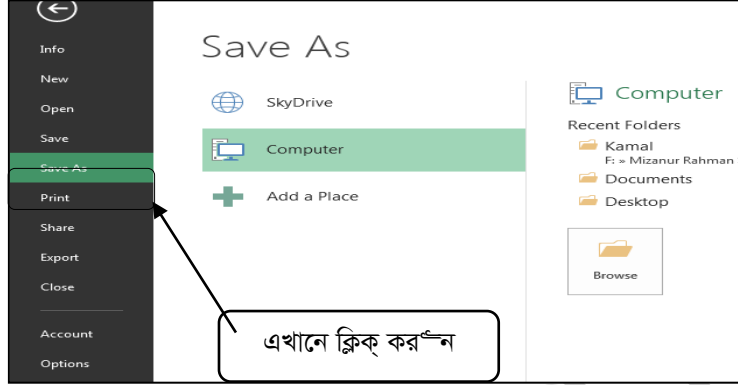 Info
New
Open
Save
Save As
Print
Share
Export
Close
Account
Options
Save As
SkyDrive
Computer
Add a Place
Computer
Recent Folders
Kamal
F: » Mizanur Rahman
Documents
Desktop
Browse
এখানে ক্লিক্ করুন